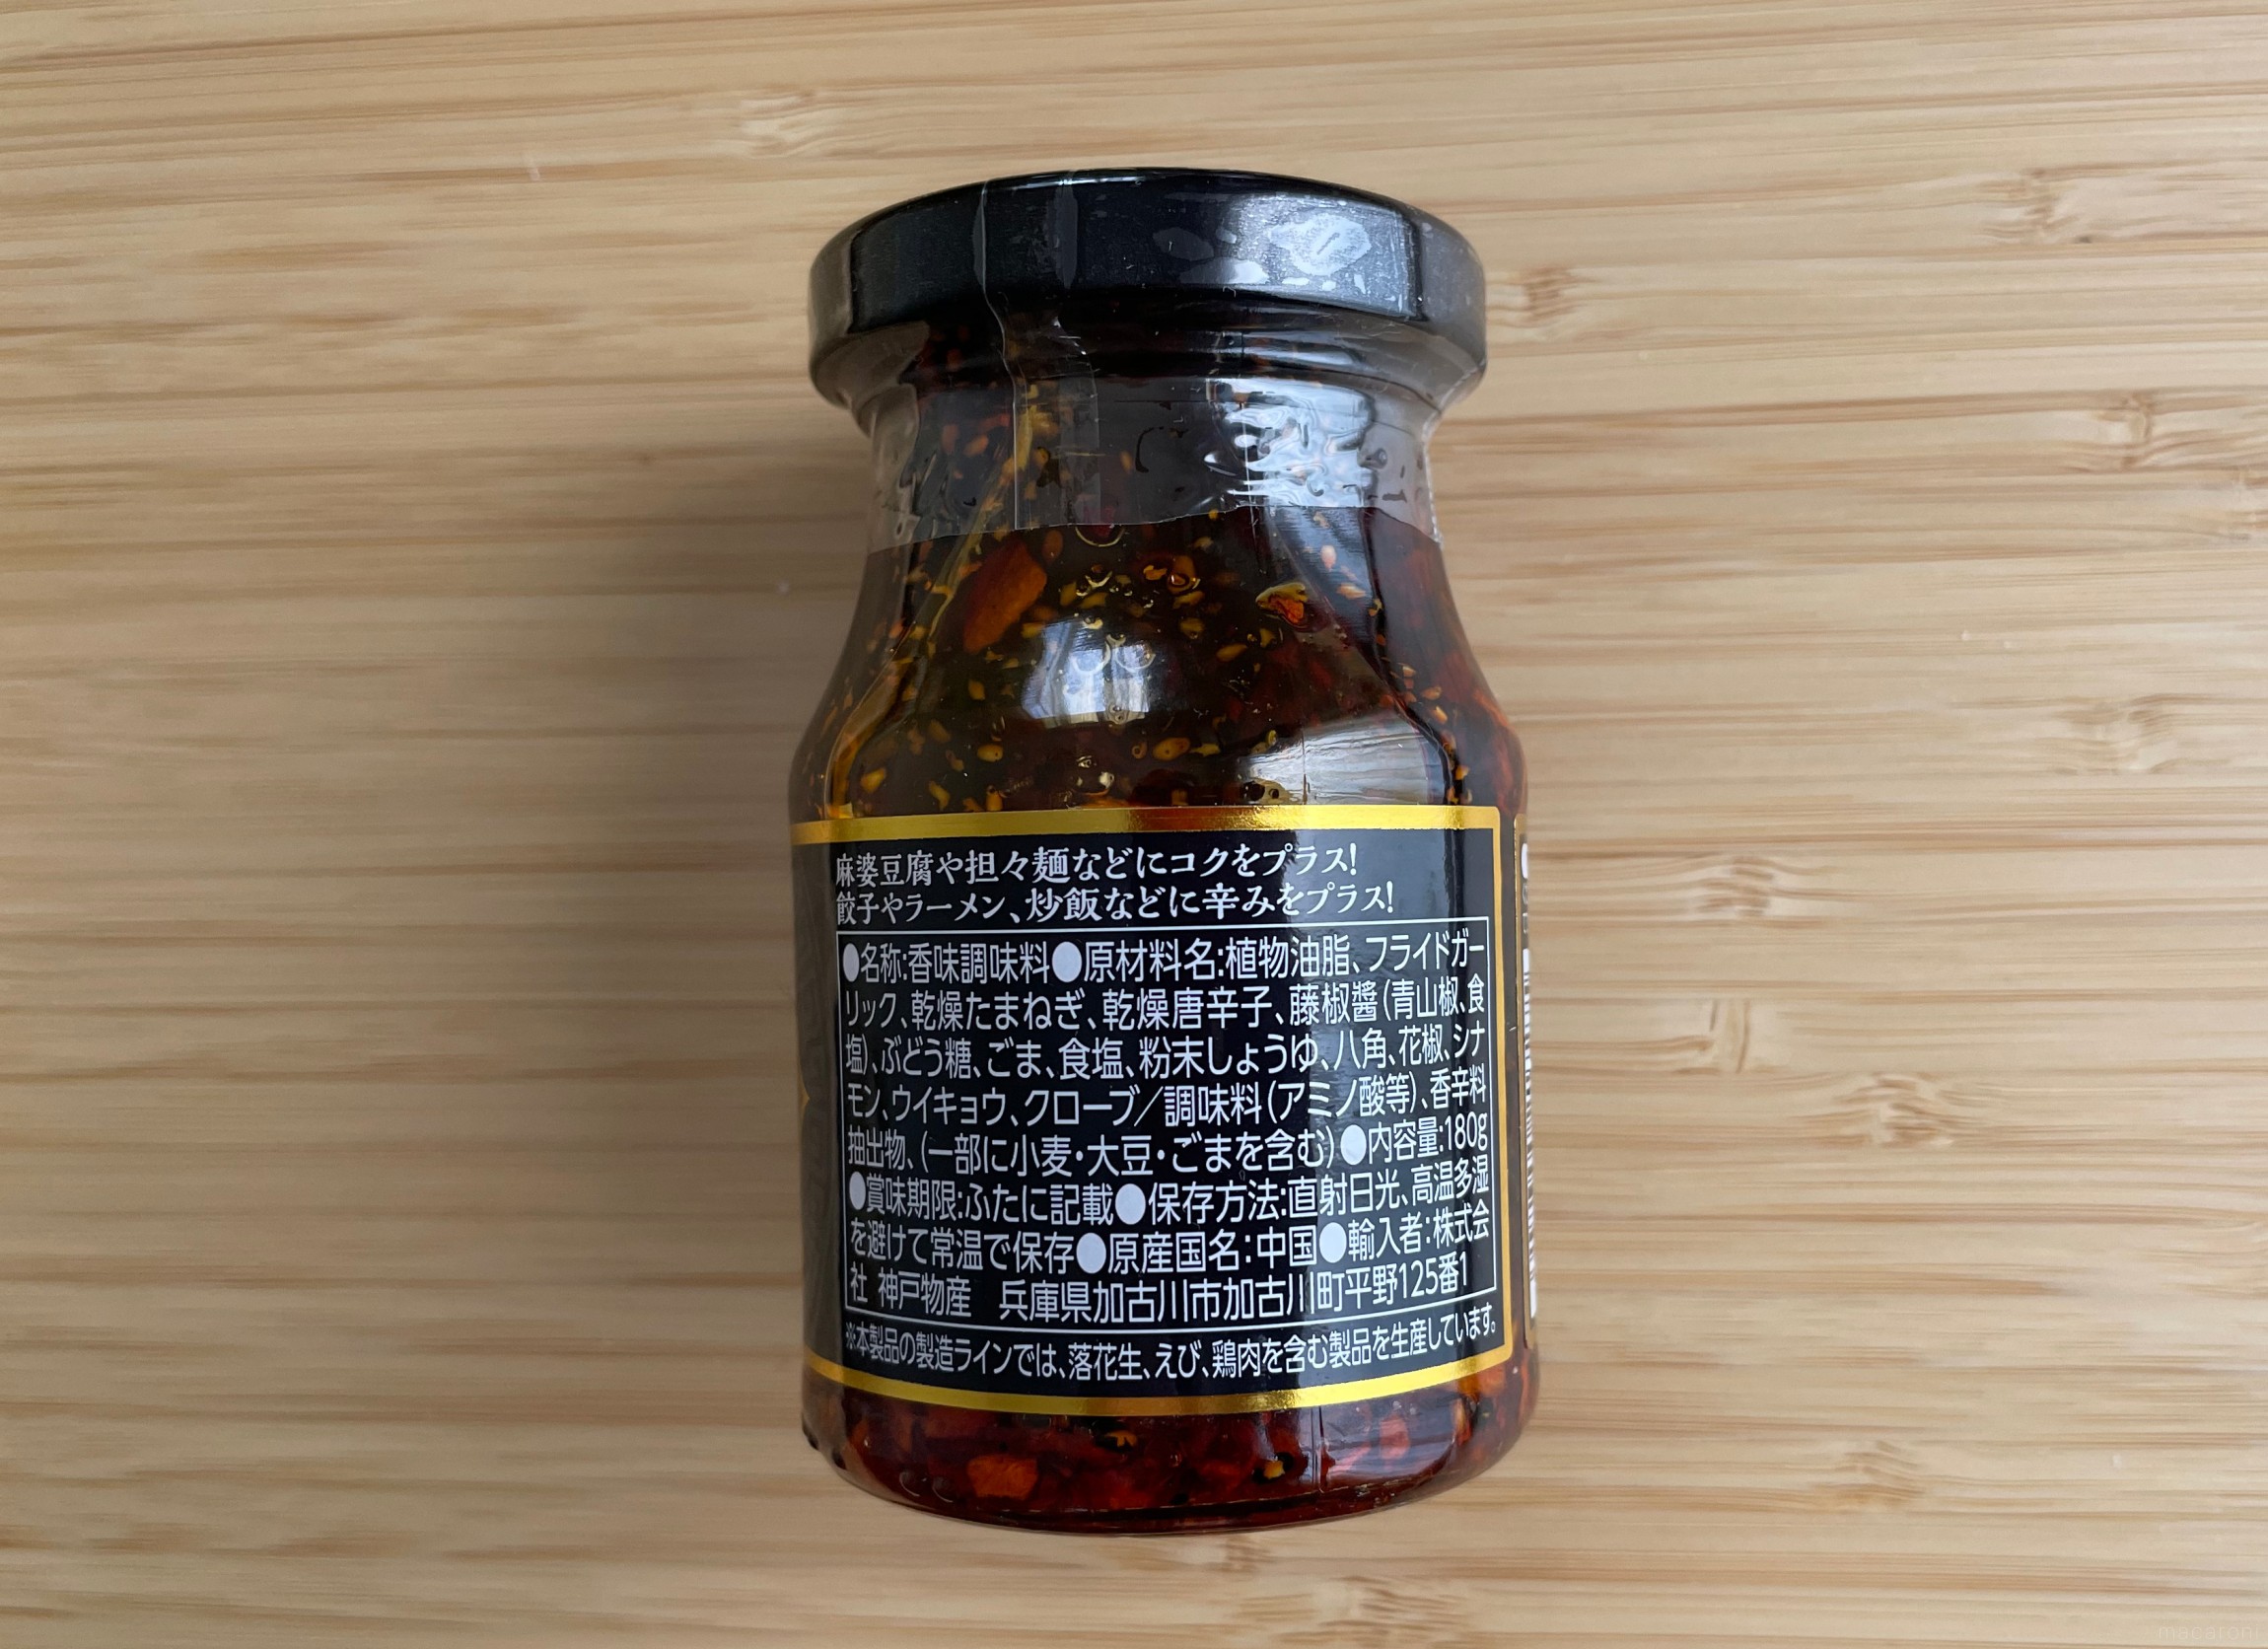 麻婆豆腐や担々麺などにコクをプラス!
餃子やラーメン、炒飯などに辛みをプラス!
●名称:香味調味料●原材料名:植物油脂、フライドガー
リック、乾燥たまねぎ、乾燥唐辛子、藤椒醬(青山椒、食
塩)、ぶどう糖、ごま、食塩、粉末しょうゆ、八角、花椒、シナ
モン、ウイキョウ、クローブ/調味料(アミノ酸等)、香辛料
抽出物、(一部に小麦・大豆・ごまを含む)●内容量:180g
●賞味期限:ふたに記載●保存方法:直射日光、高温多湿
を避けて常温で保存●原産国名:中国●輸入者:株式会
社 神戸物産 兵庫県加古川市加古川町平野125番1
※本製品の製造ラインでは、落花生、えび、鶏肉を含む製品を生産しています。
macaroni